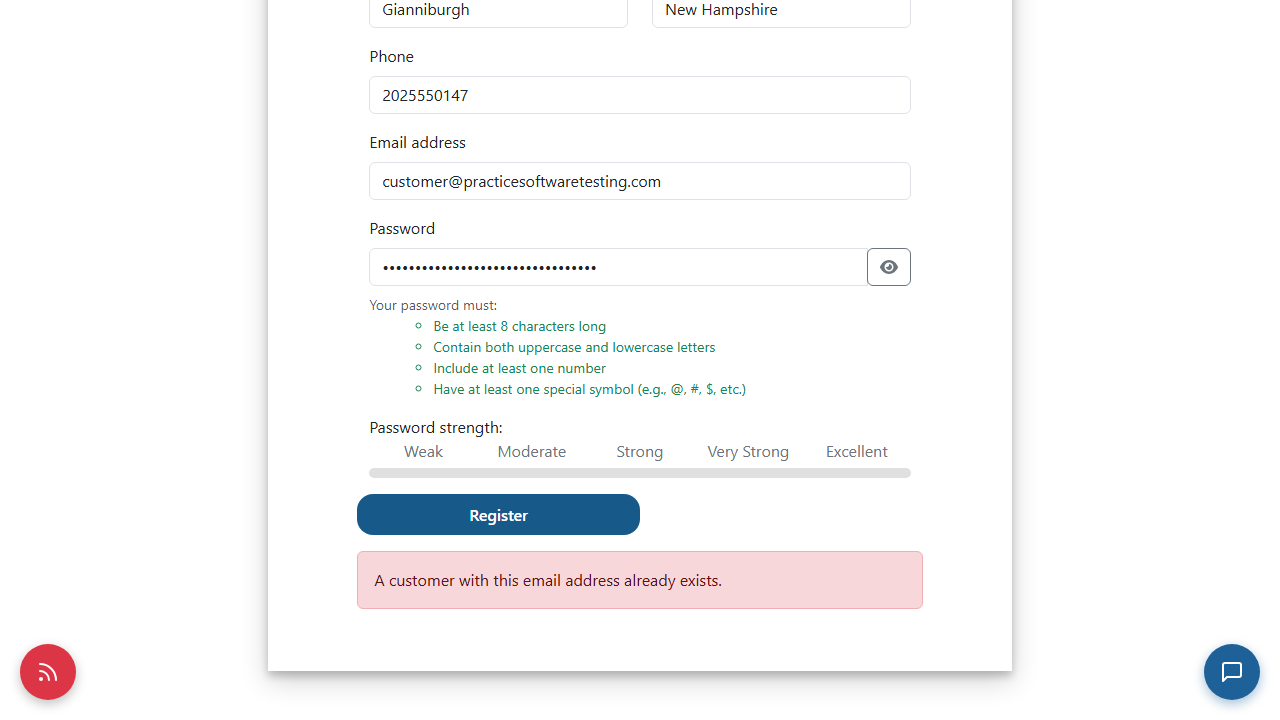 Gianniburgh
New Hampshire
Phone
2025550147
Email address
customer@practicesoftwaretesting.com
Password
Your password must:
Be at least 8 characters long
Contain both uppercase and lowercase letters
Include at least one number
Have at least one special symbol (e.g., @, #, $, etc.)
Password strength:
Weak Moderate Strong Very Strong Excellent
Register
A customer with this email address already exists.